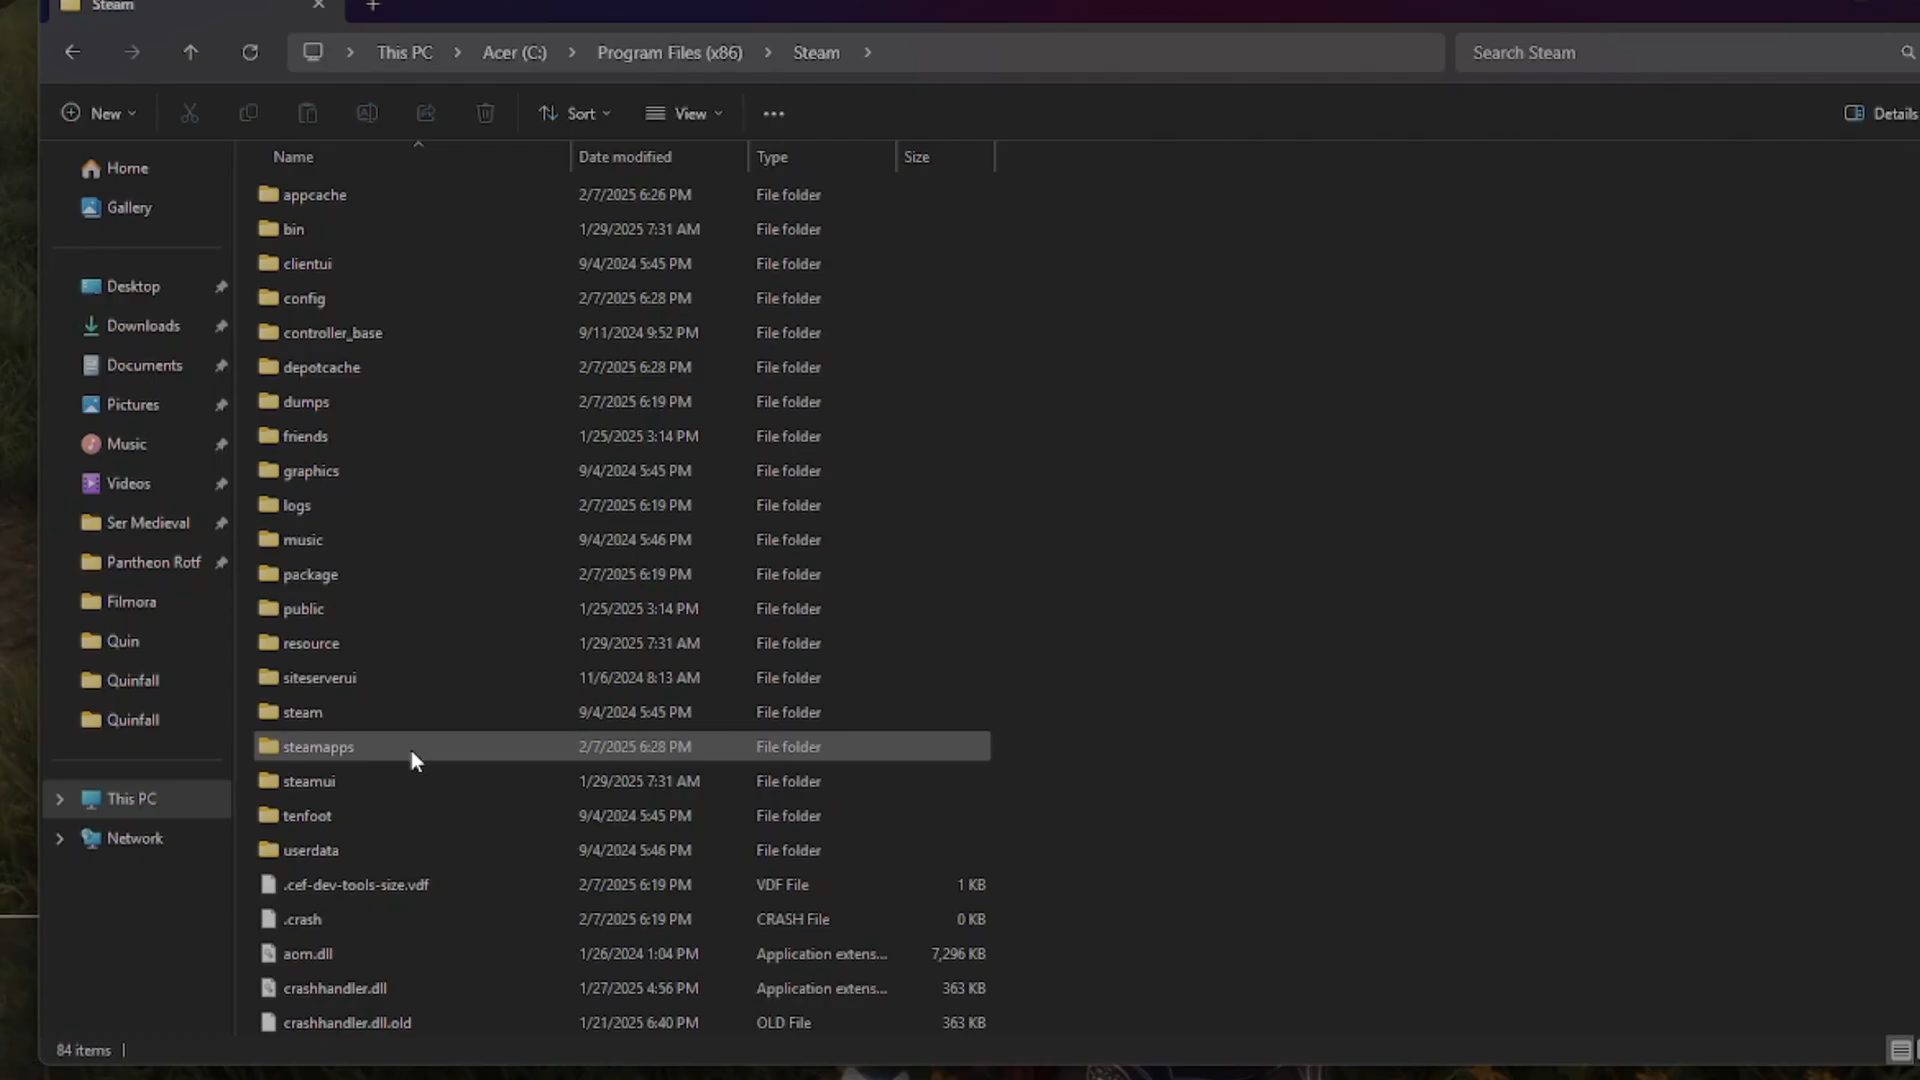 Steam
This PC Acer (C:) Program Files (x86) Steam
Search Steam
New Sort View Details
Name Date modified Type Size
Home
Gallery
Desktop
Downloads
Documents
Pictures
Music
Videos
Ser Medieval
Pantheon Rotf
Filmora
Quin
Quinfall
Quinfall
This PC
Network
appcache 2/7/2025 6:26 PM File folder
bin 1/29/2025 7:31 AM File folder
clientui 9/4/2024 5:45 PM File folder
config 2/7/2025 6:28 PM File folder
controller_base 9/11/2024 9:52 PM File folder
depotcache 2/7/2025 6:28 PM File folder
dumps 2/7/2025 6:19 PM File folder
friends 1/25/2025 3:14 PM File folder
graphics 9/4/2024 5:45 PM File folder
logs 2/7/2025 6:19 PM File folder
music 9/4/2024 5:46 PM File folder
package 2/7/2025 6:19 PM File folder
public 1/25/2025 3:14 PM File folder
resource 1/29/2025 7:31 AM File folder
siteserverui 11/6/2024 8:13 AM File folder
steam 9/4/2024 5:45 PM File folder
steamapps 2/7/2025 6:28 PM File folder
steamui 1/29/2025 7:31 AM File folder
tenfoot 9/4/2024 5:45 PM File folder
userdata 9/4/2024 5:46 PM File folder
.cef-dev-tools-size.vdf 2/7/2025 6:19 PM VDF File 1 KB
.crash 2/7/2025 6:19 PM CRASH File 0 KB
aom.dll 1/26/2024 1:04 PM Application extens... 7,296 KB
crashhandler.dll 1/27/2025 4:56 PM Application extens... 363 KB
crashhandler.dll.old 1/21/2025 6:40 PM OLD File 363 KB
84 items